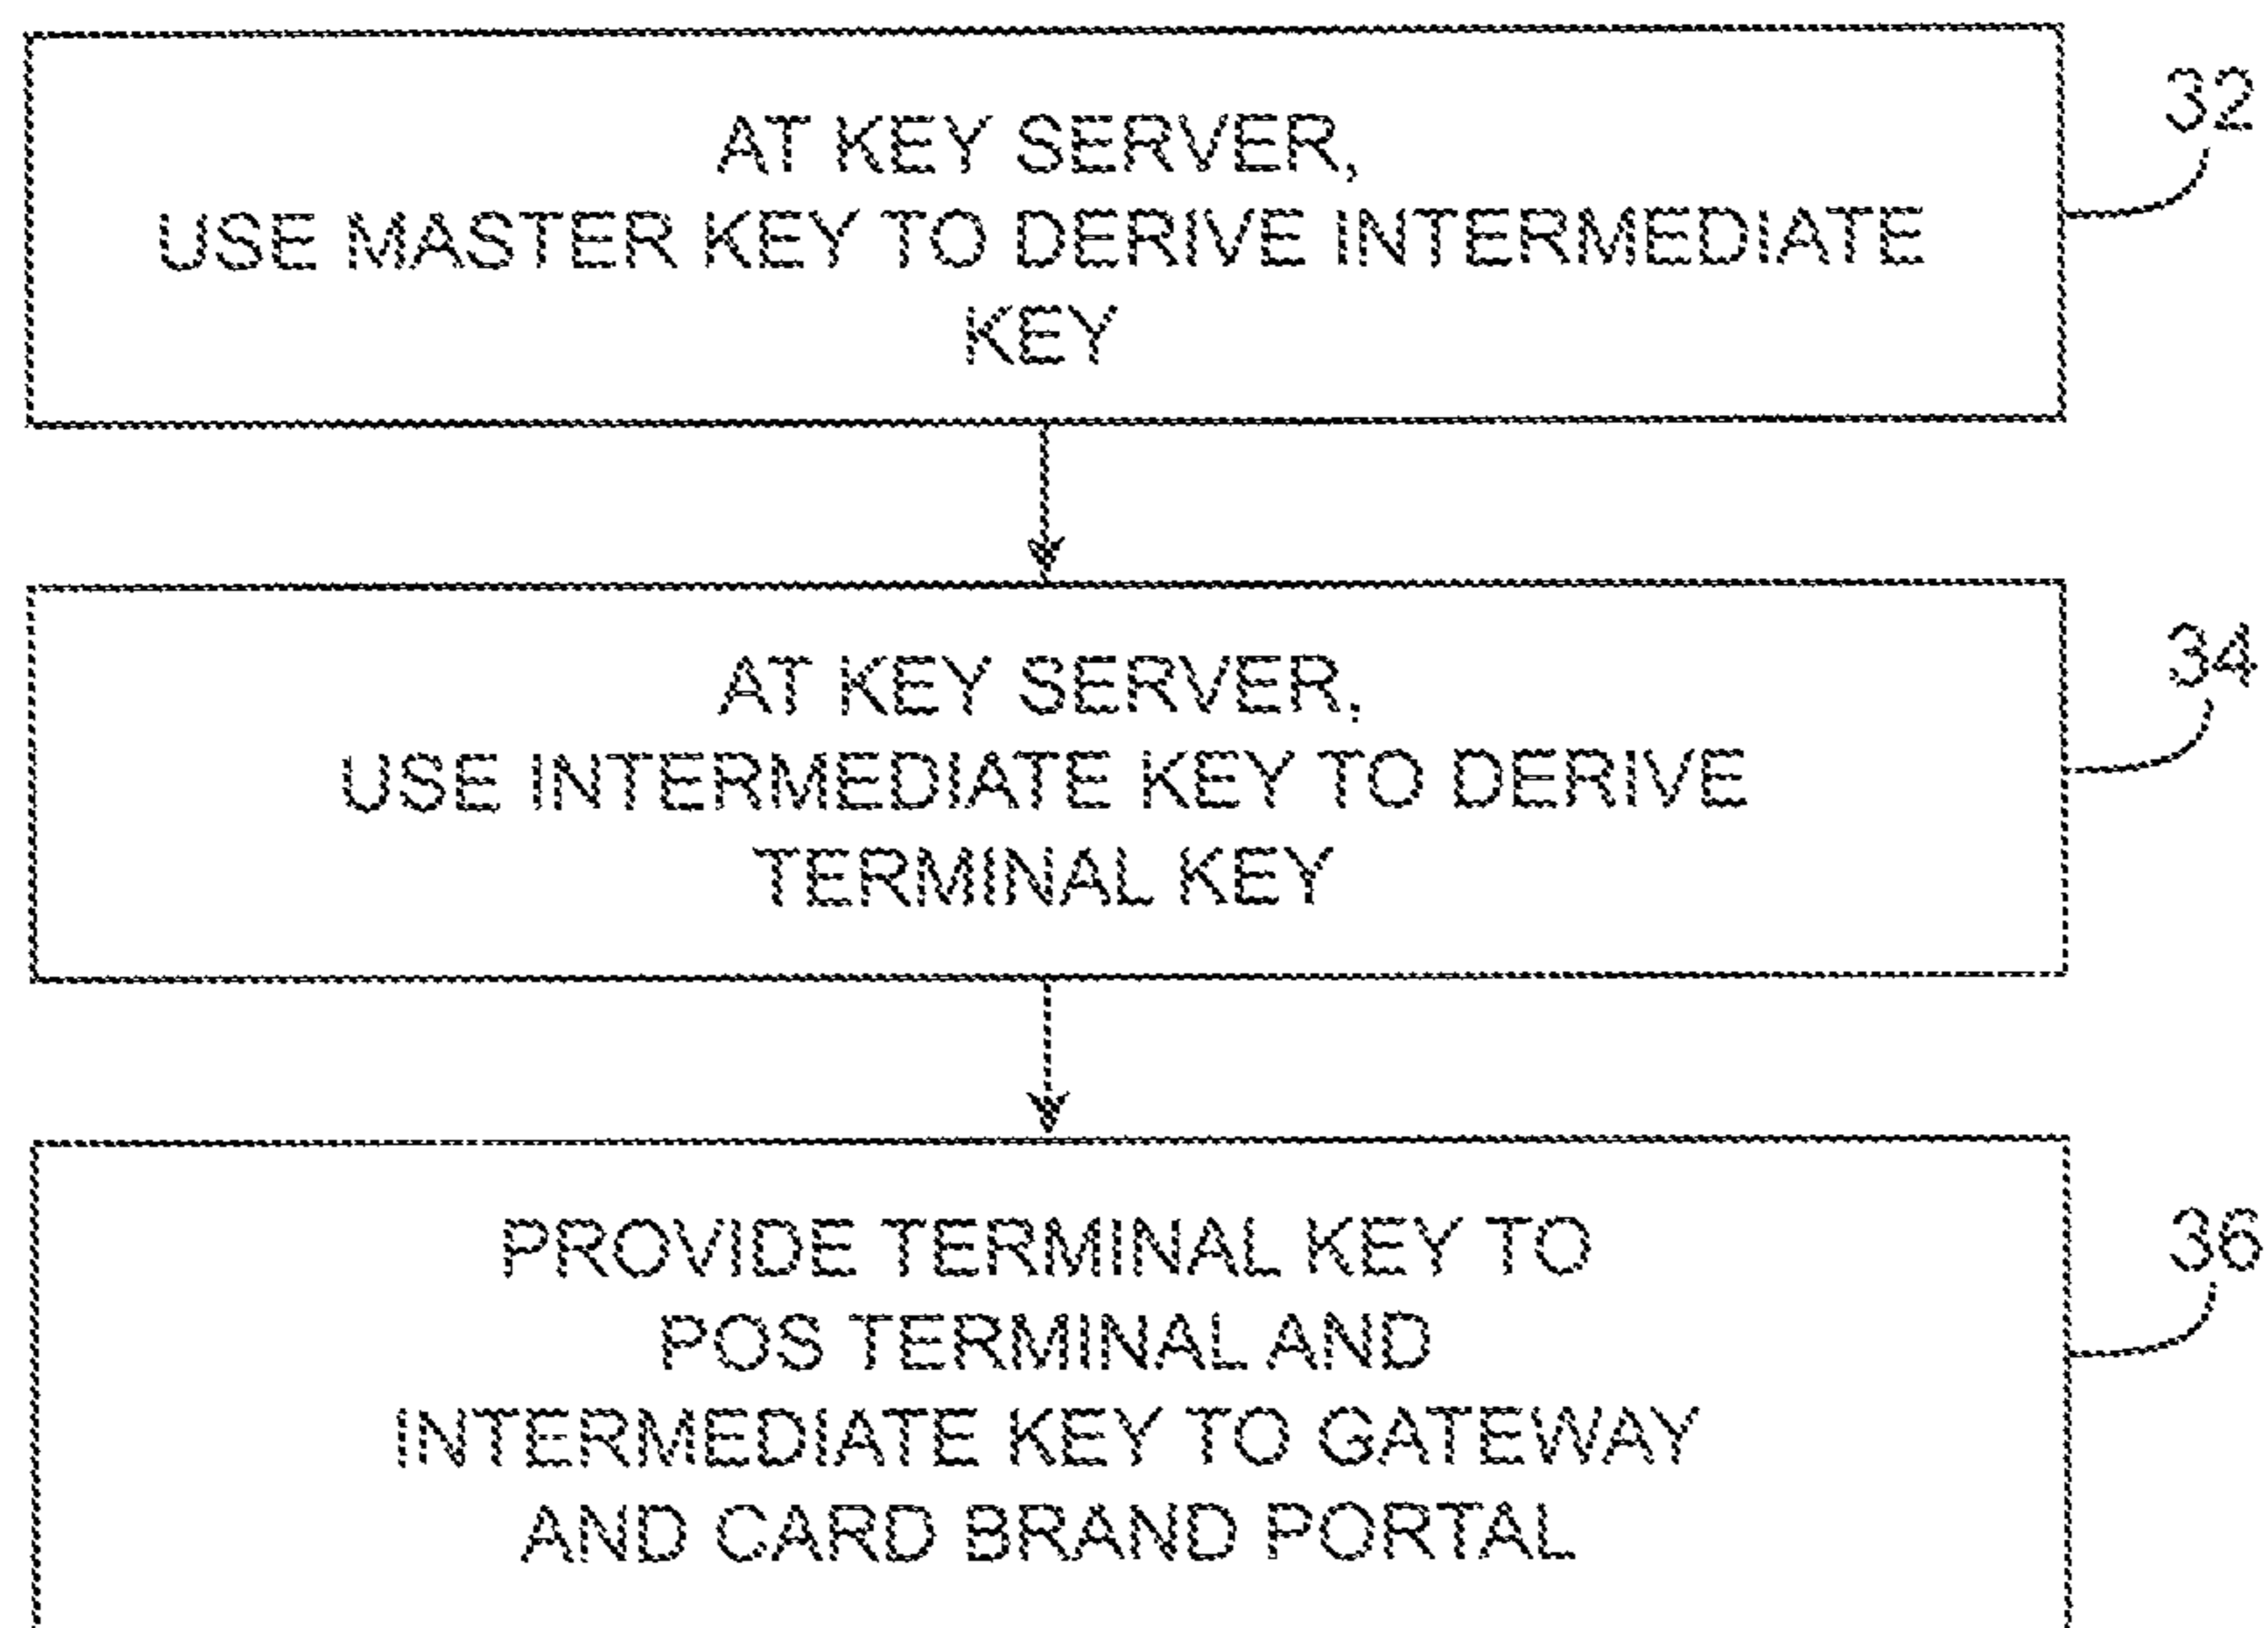 AT KEY SERVER,
USE MASTER KEY TO DERIVE INTERMEDIATE
KEY
32
AT KEY SERVER,
USE INTERMEDIATE KEY TO DERIVE
TERMINAL KEY
34
PROVIDE TERMINAL KEY TO
POS TERMINAL AND
INTERMEDIATE KEY TO GATEWAY
AND CARD BRAND PORTAL
36